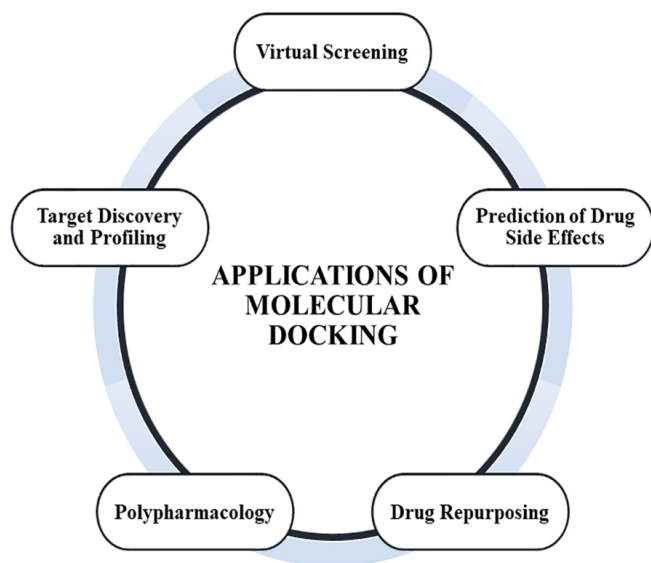 Virtual Screening
Target Discovery
and Profiling
Prediction of Drug
Side Effects
APPLICATIONS OF
MOLECULAR
DOCKING
Polypharmacology
Drug Repurposing